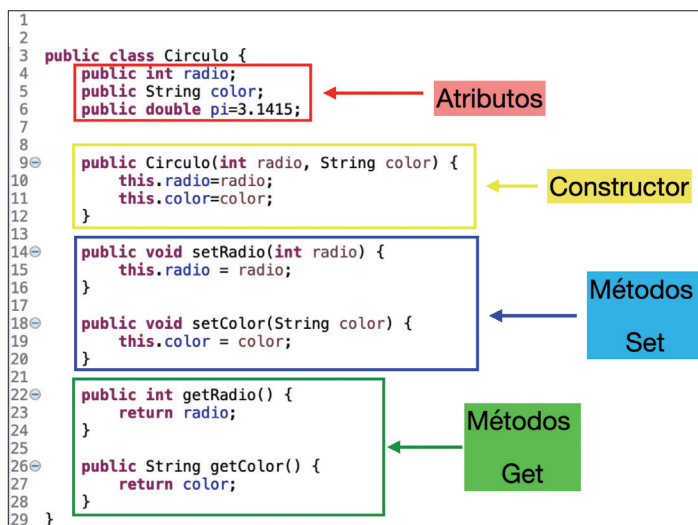 1
2
3 public class Circulo {
4 public int radio;
5 public String color;
6 public double pi=3.1415;
7
8
9 public Circulo(int radio, String color) {
10 this.radio=radio;
11 this.color=color;
12 }
13
14 public void setRadio(int radio) {
15 this.radio = radio;
16 }
17
18 public void setColor(String color) {
19 this.color = color;
20 }
21
22 public int getRadio() {
23 return radio;
24 }
25
26 public String getColor() {
27 return color;
28 }
29 }
Atributos
Constructor
Métodos
Set
Métodos
Get